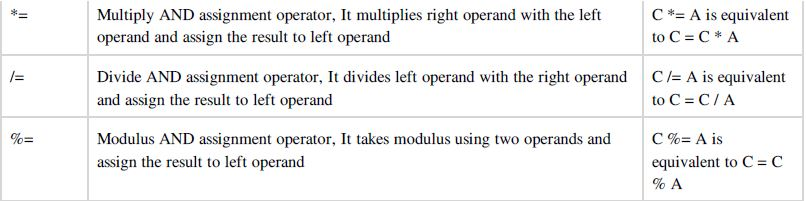 *=
Multiply AND assignment operator, It multiplies right operand with the left
operand and assign the result to left operand
C *= A is equivalent
to C = C * A
/=
Divide AND assignment operator, It divides left operand with the right operand
and assign the result to left operand
C /= A is equivalent
to C = C / A
%=
Modulus AND assignment operator, It takes modulus using two operands and
assign the result to left operand
C %= A is
equivalent to C = C
% A